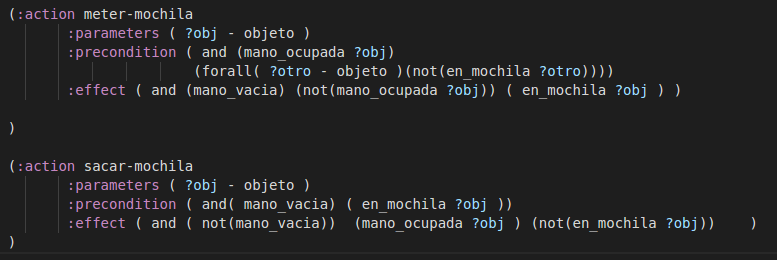 (:action meter-mochila
:parameters ( ?obj - objeto )
:precondition ( and (mano_ocupada ?obj)
(forall( ?otro - objeto )(not(en_mochila ?otro))))
:effect ( and (mano_vacia) (not(mano_ocupada ?obj)) ( en_mochila ?obj ) )
)
(:action sacar-mochila
:parameters ( ?obj - objeto )
:precondition ( and( mano_vacia) ( en_mochila ?obj ))
:effect ( and ( not(mano_vacia))  (mano_ocupada ?obj ) (not(en_mochila ?obj))    )
)